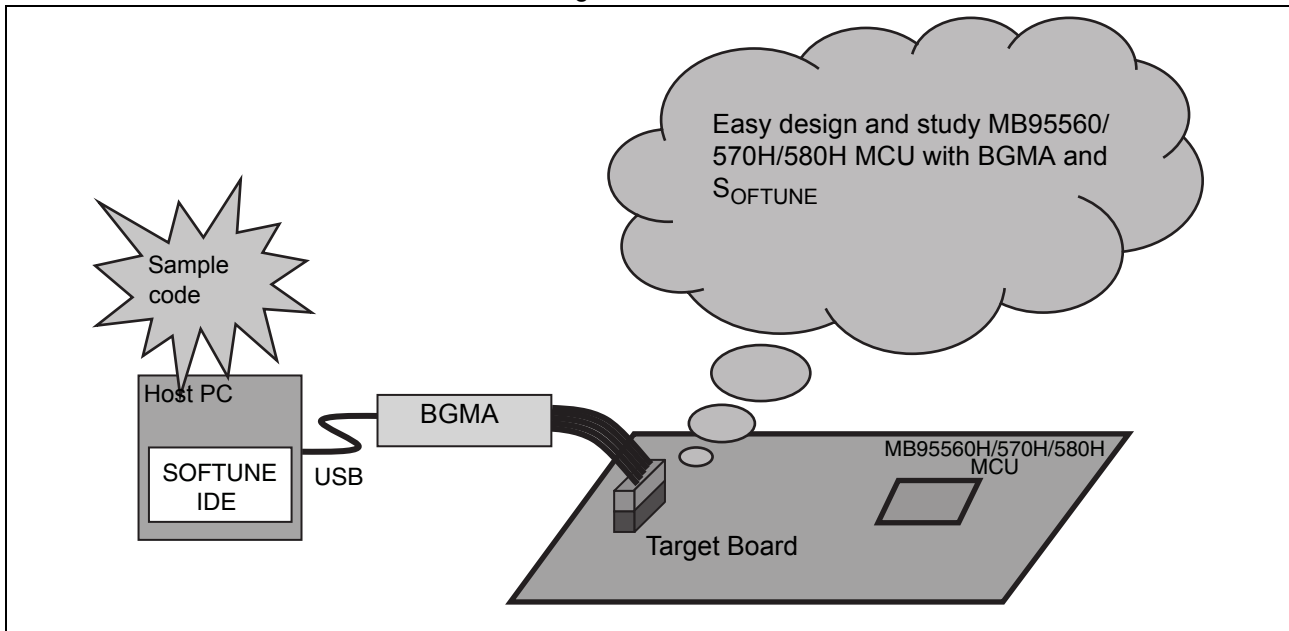 Easy design and study MB95560/
570H/580H MCU with BGMA and
SOFTUNE
Sample
code
Host PC
SOFTUNE
IDE
USB
BGMA
MB95560H/570H/580H
MCU
Target Board